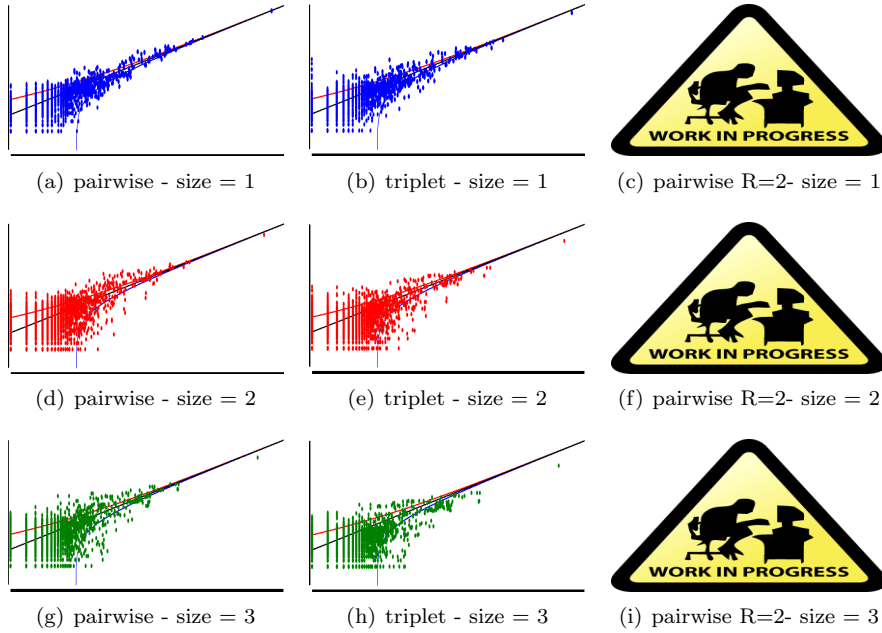 WORK IN PROGRESS
(a) pairwise - size = 1
(b) triplet - size = 1
(c) pairwise R=2- size = 1
WORK IN PROGRESS
(d) pairwise - size = 2
(e) triplet - size = 2
(f) pairwise R=2- size = 2
WORK IN PROGRESS
(g) pairwise - size = 3
(h) triplet - size = 3
(i) pairwise R=2- size = 3